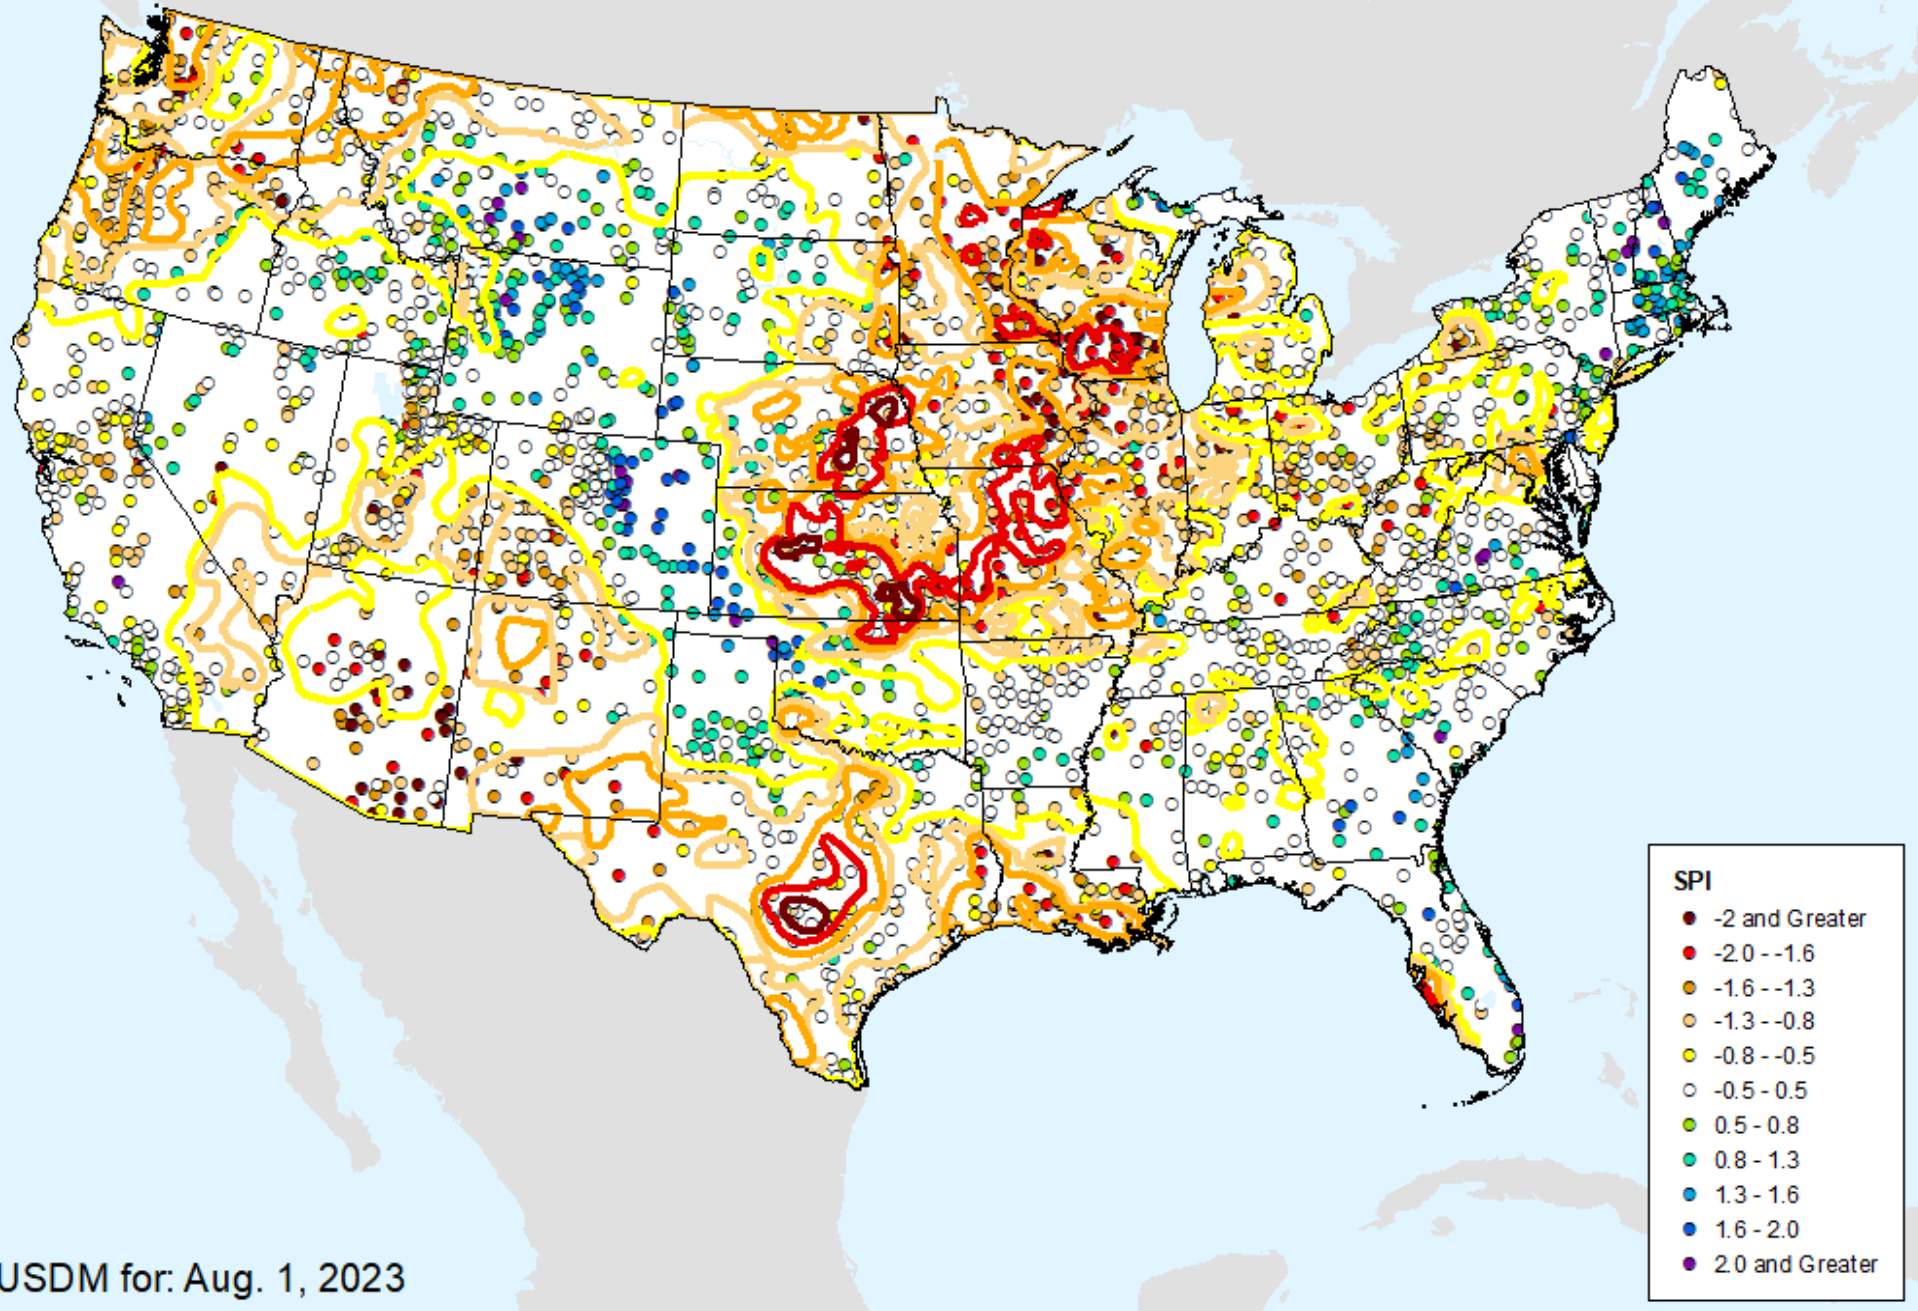 SPI
-2 and Greater
-2.0 - -1.6
-1.6 - -1.3
-1.3 - -0.8
-0.8 - -0.5
-0.5 - 0.5
0.5 - 0.8
0.8 - 1.3
1.3 - 1.6
1.6 - 2.0
2.0 and Greater
USDM for: Aug. 1, 2023